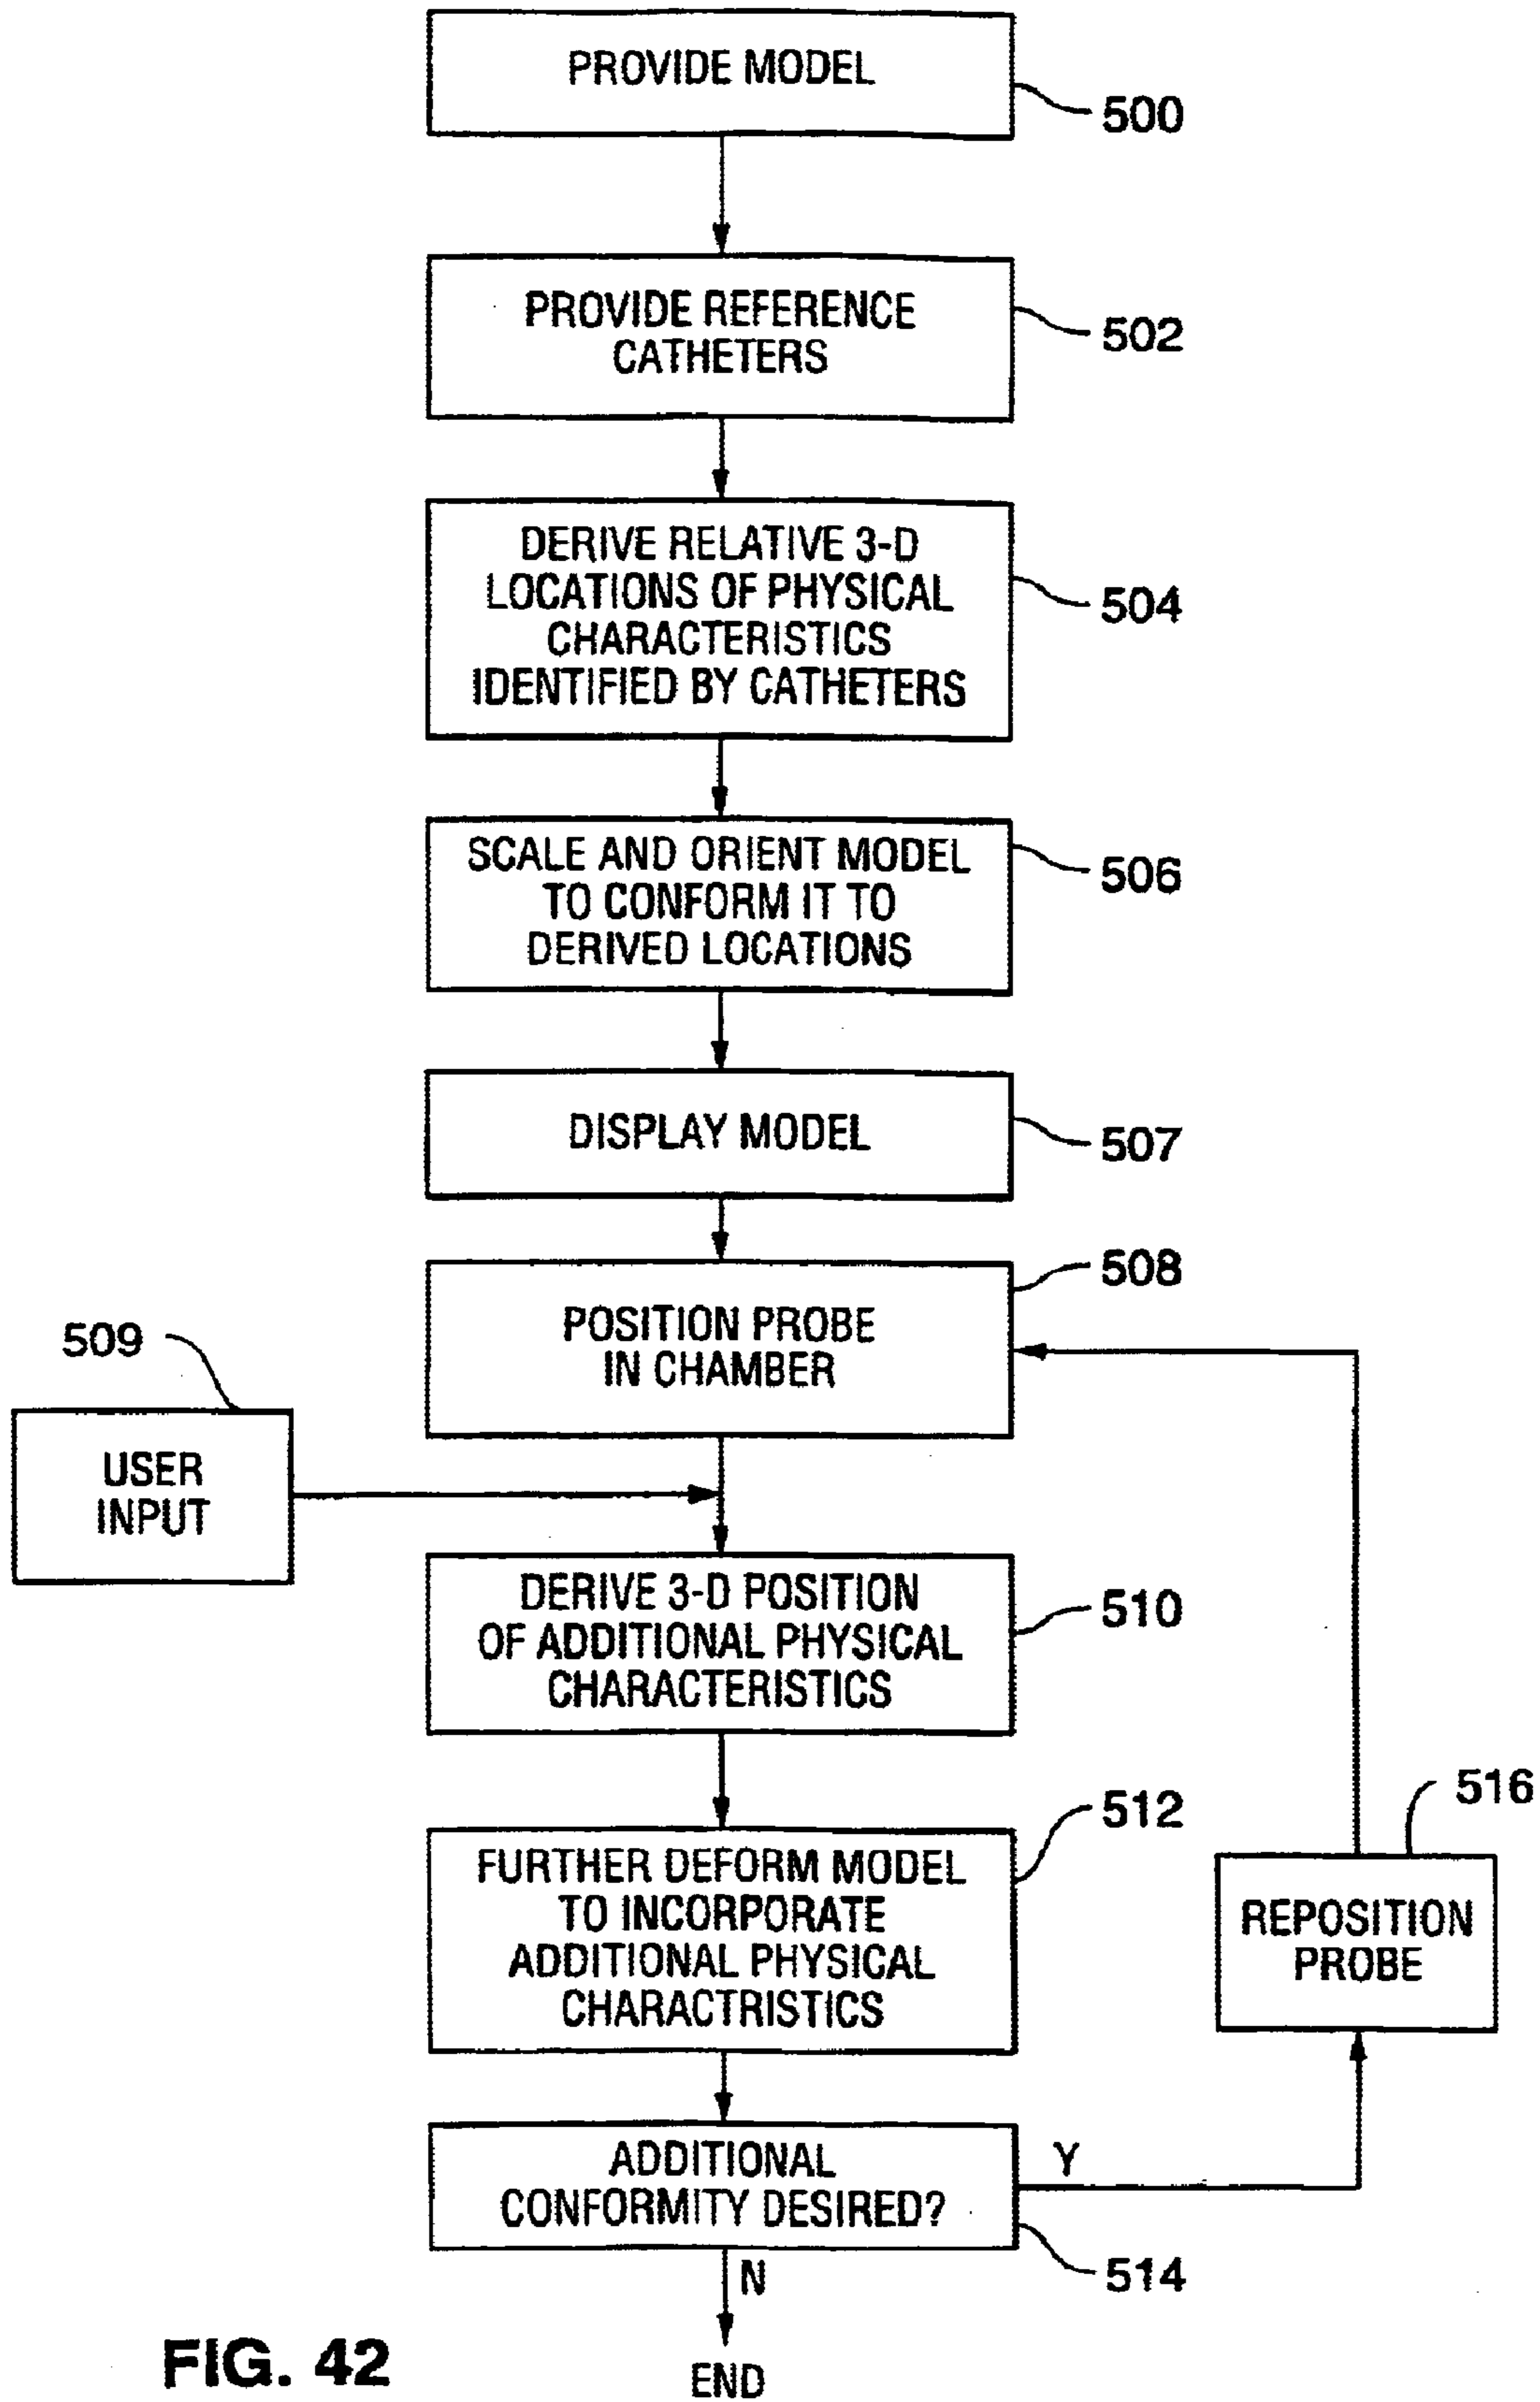 PROVIDE MODEL
500
PROVIDE REFERENCE
CATHETERS
502
DERIVE RELATIVE 3-D
LOCATIONS OF PHYSICAL
CHARACTERISTICS
IDENTIFIED BY CATHETERS
504
SCALE AND ORIENT MODEL
TO CONFORM IT TO
DERIVED LOCATIONS
506
DISPLAY MODEL
507
POSITION PROBE
IN CHAMBER
508
509
USER
INPUT
DERIVE 3-D POSITION
OF ADDITIONAL PHYSICAL
CHARACTERISTICS
510
FURTHER DEFORM MODEL
TO INCORPORATE
ADDITIONAL PHYSICAL
CHARACTRISTICS
512
516
REPOSITION
PROBE
ADDITIONAL
CONFORMITY DESIRED?
Y
514
N
END
FIG. 42